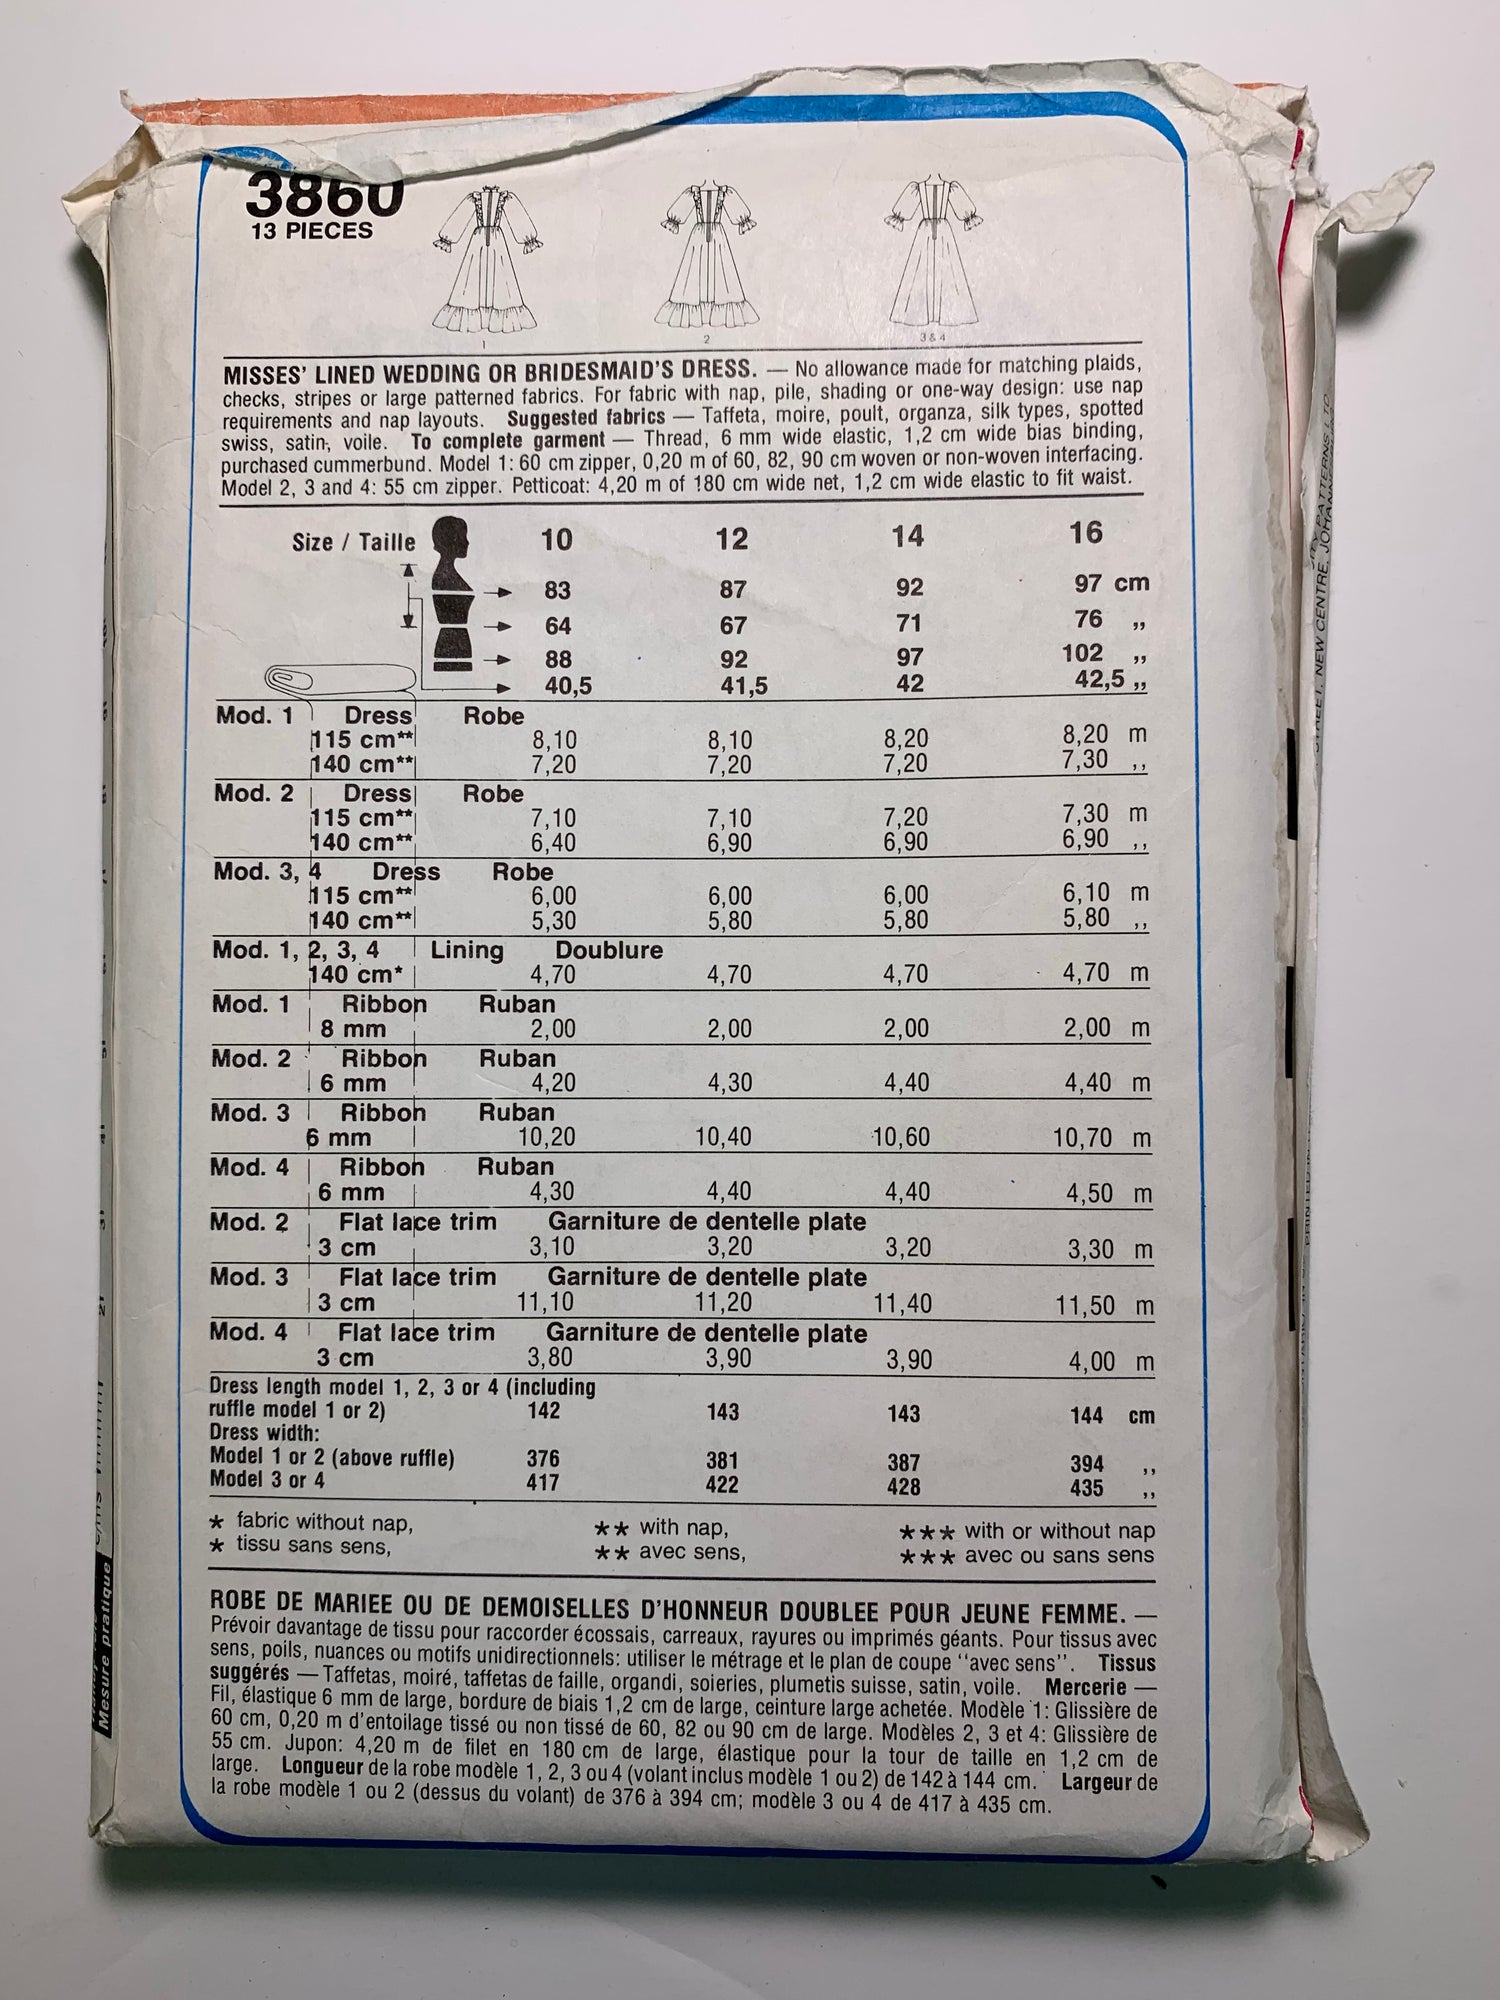 3860
13 PIECES
1
2
3 & 4
MISSES' LINED WEDDING OR BRIDESMAID'S DRESS. — No allowance made for matching plaids,
checks, stripes or large patterned fabrics. For fabric with nap, pile, shading or one-way design: use nap
requirements and nap layouts. Suggested fabrics — Taffeta, moire, poult, organza, silk types, spotted
swiss, satin, voile. To complete garment — Thread, 6 mm wide elastic, 1,2 cm wide bias binding,
purchased cummerbund. Model 1: 60 cm zipper, 0,20 m of 60, 82, 90 cm woven or non-woven interfacing.
Model 2, 3 and 4: 55 cm zipper. Petticoat: 4,20 m of 180 cm wide net, 1,2 cm wide elastic to fit waist.
Size / Taille 10 12 14 16
83 87 92 97 cm
64 67 71 76 ,,
88 92 97 102 ,,
40,5 41,5 42 42,5 ,,
Mod. 1 Dress Robe
115 cm** 8,10 8,10 8,20 8,20 m
140 cm** 7,20 7,20 7,20 7,30 ,,
Mod. 2 Dress Robe
115 cm** 7,10 7,10 7,20 7,30 m
140 cm** 6,40 6,90 6,90 6,90 ,,
Mod. 3, 4 Dress Robe
115 cm** 6,00 6,00 6,00 6,10 m
140 cm** 5,30 5,80 5,80 5,80 ,,
Mod. 1, 2, 3, 4 Lining Doublure
140 cm* 4,70 4,70 4,70 4,70 m
Mod. 1 Ribbon Ruban
8 mm 2,00 2,00 2,00 2,00 m
Mod. 2 Ribbon Ruban
6 mm 4,20 4,30 4,40 4,40 m
Mod. 3 Ribbon Ruban
6 mm 10,20 10,40 10,60 10,70 m
Mod. 4 Ribbon Ruban
6 mm 4,30 4,40 4,40 4,50 m
Mod. 2 Flat lace trim Garniture de dentelle plate
3 cm 3,10 3,20 3,20 3,30 m
Mod. 3 Flat lace trim Garniture de dentelle plate
3 cm 11,10 11,20 11,40 11,50 m
Mod. 4 Flat lace trim Garniture de dentelle plate
3 cm 3,80 3,90 3,90 4,00 m
Dress length model 1, 2, 3 or 4 (including
ruffle model 1 or 2) 142 143 143 144 cm
Dress width:
Model 1 or 2 (above ruffle) 376 381 387 394 ,,
Model 3 or 4 417 422 428 435 ,,
* fabric without nap, ** with nap, *** with or without nap
* tissu sans sens, ** avec sens, *** avec ou sans sens
ROBE DE MARIEE OU DE DEMOISELLES D'HONNEUR DOUBLEE POUR JEUNE FEMME. —
Prévoir davantage de tissu pour raccorder écossais, carreaux, rayures ou imprimés géants. Pour tissus avec
sens, poils, nuances ou motifs unidirectionnels: utiliser le métrage et le plan de coupe "avec sens". Tissus
suggérés — Taffetas, moiré, taffetas de faille, organdi, soieries, plumetis suisse, satin, voile. Mercerie —
Fil, élastique 6 mm de large, bordure de biais 1,2 cm de large, ceinture large achetée. Modèle 1: Glissière de
60 cm, 0,20 m d'entoilage tissé ou non tissé de 60, 82 ou 90 cm de large. Modèles 2, 3 et 4: Glissière de
55 cm. Jupon: 4,20 m de filet en 180 cm de large, élastique pour la tour de taille en 1,2 cm de
large. Longueur de la robe modèle 1, 2, 3 ou 4 (volant inclus modèle 1 ou 2) de 142 à 144 cm. Largeur de
la robe modèle 1 ou 2 (dessus du volant) de 376 à 394 cm; modèle 3 ou 4 de 417 à 435 cm.
Mesure pratique
PATTERNS LTD
STREET, NEW CENTRE,